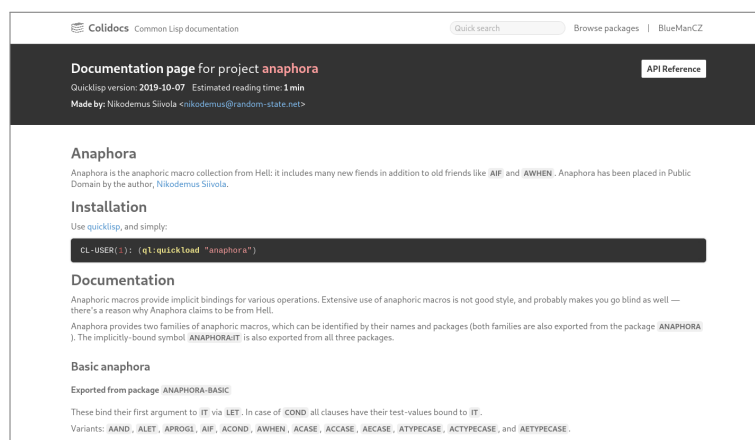 Colidocs Common Lisp documentation Quick search Browse packages | BlueManCZ
Documentation page for project anaphora API Reference
Quicklisp version: 2019-10-07 Estimated reading time: 1 min
Made by: Nikodemus Siivola <nikodemus@random-state.net>
Anaphora
Anaphora is the anaphoric macro collection from Hell: it includes many new fiends in addition to old friends like AIF and AWHEN. Anaphora has been placed in Public
Domain by the author, Nikodemus Siivola.
Installation
Use quicklisp, and simply:
CL-USER(1): (ql:quickload "anaphora")
Documentation
Anaphoric macros provide implicit bindings for various operations. Extensive use of anaphoric macros is not good style, and probably makes you go blind as well —
there's a reason why Anaphora claims to be from Hell.
Anaphora provides two families of anaphoric macros, which can be identified by their names and packages (both families are also exported from the package ANAPHORA
). The implicitly-bound symbol ANAPHORA:IT is also exported from all three packages.
Basic anaphora
Exported from package ANAPHORA-BASIC
These bind their first argument to IT via LET. In case of COND all clauses have their test-values bound to IT.
Variants: AAND, ALET, APROG1, AIF, ACOND, AWHEN, ACASE, ACCASE, AECASE, ATYPECASE, ACTYPECASE, and AETYPECASE.